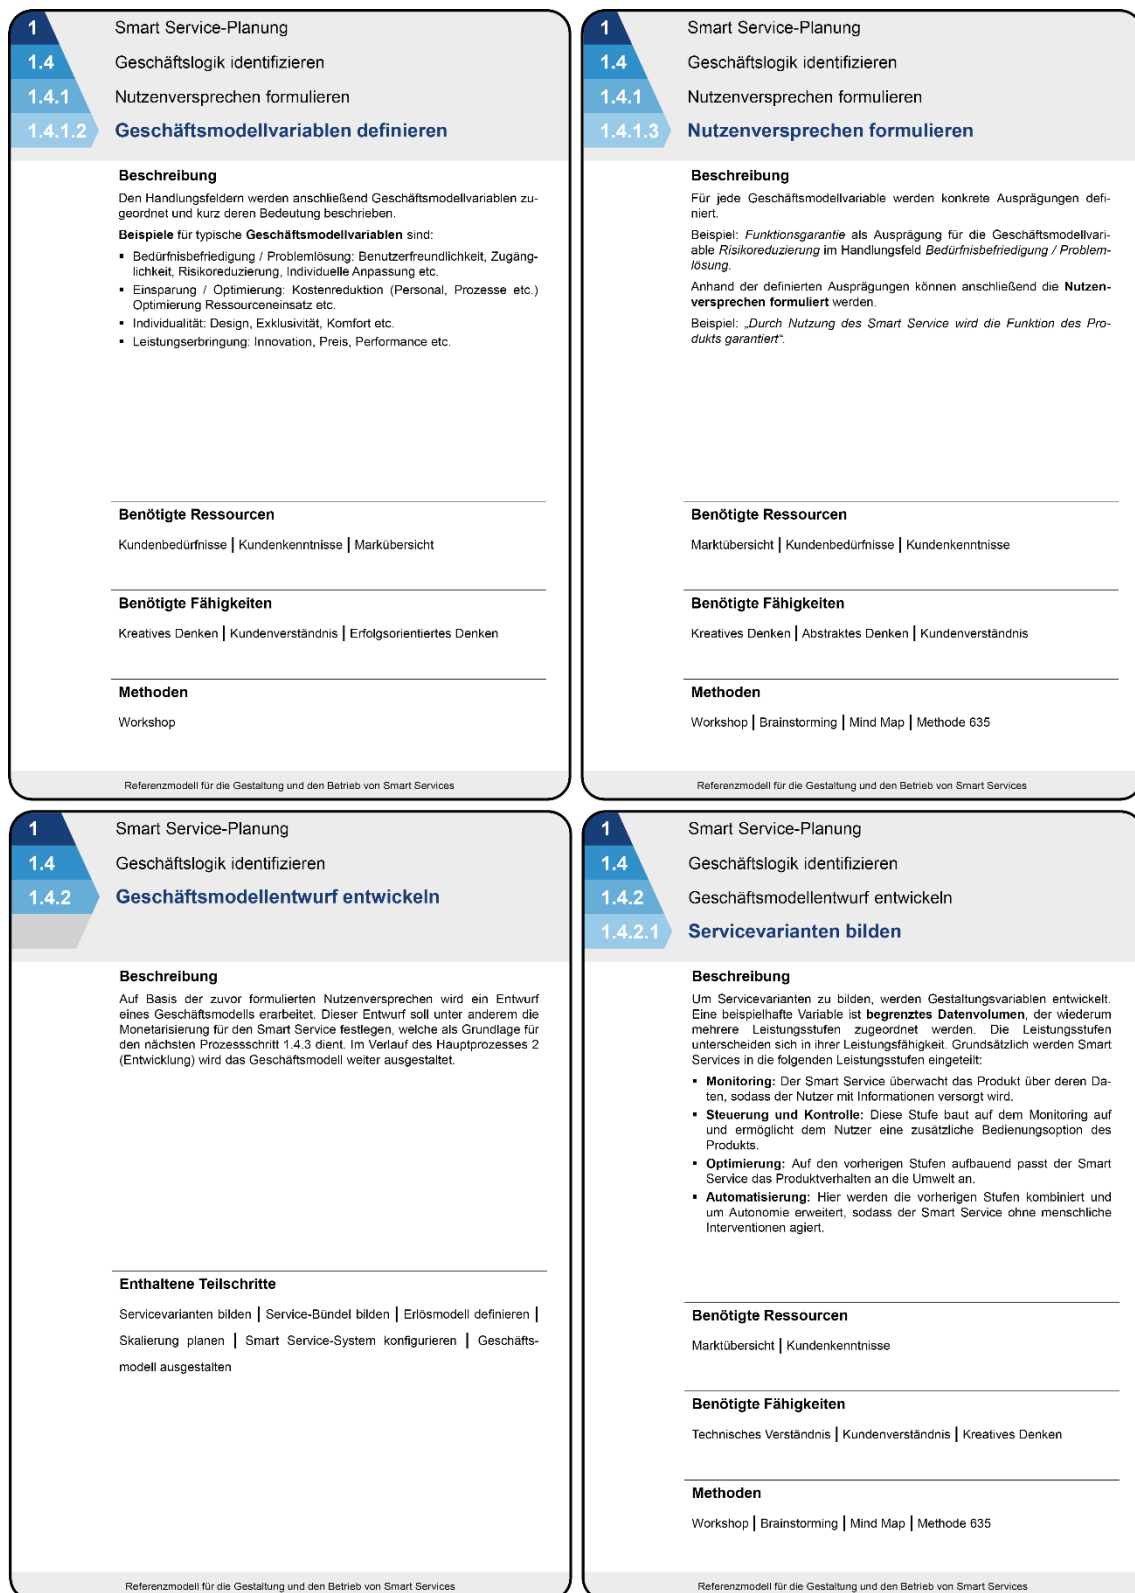 1
Smart Service-Planung
1.4
Geschäftslogik identifizieren
1.4.1
Nutzenversprechen formulieren
1.4.1.2
Geschäftsmodellvariablen definieren
Beschreibung
Den Handlungsfeldern werden anschließend Geschäftsmodellvariablen zu-
geordnet und kurz deren Bedeutung beschrieben.
Beispiele für typische Geschäftsmodellvariablen sind:
▪ Bedürfnisbefriedigung / Problemlösung: Benutzerfreundlichkeit, Zugäng-
lichkeit, Risikoreduzierung, Individuelle Anpassung etc.
▪ Einsparung / Optimierung: Kostenreduktion (Personal, Prozesse etc.)
Optimierung Ressourceneinsatz etc.
▪ Individualität: Design, Exklusivität, Komfort etc.
▪ Leistungserbringung: Innovation, Preis, Performance etc.
Benötigte Ressourcen
Kundenbedürfnisse | Kundenkenntnisse | Markübersicht
Benötigte Fähigkeiten
Kreatives Denken | Kundenverständnis | Erfolgsorientiertes Denken
Methoden
Workshop
Referenzmodell für die Gestaltung und den Betrieb von Smart Services
1
Smart Service-Planung
1.4
Geschäftslogik identifizieren
1.4.1
Nutzenversprechen formulieren
1.4.1.3
Nutzenversprechen formulieren
Beschreibung
Für jede Geschäftsmodellvariable werden konkrete Ausprägungen defi-
niert.
Beispiel: Funktionsgarantie als Ausprägung für die Geschäftsmodellvari-
able Risikoreduzierung im Handlungsfeld Bedürfnisbefriedigung / Problem-
lösung.
Anhand der definierten Ausprägungen können anschließend die Nutzen-
versprechen formuliert werden.
Beispiel: „Durch Nutzung des Smart Service wird die Funktion des Pro-
dukts garantiert“.
Benötigte Ressourcen
Marktübersicht | Kundenbedürfnisse | Kundenkenntnisse
Benötigte Fähigkeiten
Kreatives Denken | Abstraktes Denken | Kundenverständnis
Methoden
Workshop | Brainstorming | Mind Map | Methode 635
Referenzmodell für die Gestaltung und den Betrieb von Smart Services
1
Smart Service-Planung
1.4
Geschäftslogik identifizieren
1.4.2
Geschäftsmodellentwurf entwickeln
Beschreibung
Auf Basis der zuvor formulierten Nutzenversprechen wird ein Entwurf
eines Geschäftsmodells erarbeitet. Dieser Entwurf soll unter anderem die
Monetarisierung für den Smart Service festlegen, welche als Grundlage für
den nächsten Prozessschritt 1.4.3 dient. Im Verlauf des Hauptprozesses 2
(Entwicklung) wird das Geschäftsmodell weiter ausgestaltet.
Enthaltene Teilschritte
Servicevarianten bilden | Service-Bündel bilden | Erlösmodell definieren |
Skalierung planen | Smart Service-System konfigurieren | Geschäfts-
modell ausgestalten
Referenzmodell für die Gestaltung und den Betrieb von Smart Services
1
Smart Service-Planung
1.4
Geschäftslogik identifizieren
1.4.2
Geschäftsmodellentwurf entwickeln
1.4.2.1
Servicevarianten bilden
Beschreibung
Um Servicevarianten zu bilden, werden Gestaltungsvariablen entwickelt.
Eine beispielhafte Variable ist begrenztes Datenvolumen, der wiederum
mehrere Leistungsstufen zugeordnet werden. Die Leistungsstufen
unterscheiden sich in ihrer Leistungsfähigkeit. Grundsätzlich werden Smart
Services in die folgenden Leistungsstufen eingeteilt:
▪ Monitoring: Der Smart Service überwacht das Produkt über deren Da-
ten, sodass der Nutzer mit Informationen versorgt wird.
▪ Steuerung und Kontrolle: Diese Stufe baut auf dem Monitoring auf
und ermöglicht dem Nutzer eine zusätzliche Bedienungsoption des
Produkts.
▪ Optimierung: Auf den vorherigen Stufen aufbauend passt der Smart
Service das Produktverhalten an die Umwelt an.
▪ Automatisierung: Hier werden die vorherigen Stufen kombiniert und
um Autonomie erweitert, sodass der Smart Service ohne menschliche
Interventionen agiert.
Benötigte Ressourcen
Marktübersicht | Kundenkenntnisse
Benötigte Fähigkeiten
Technisches Verständnis | Kundenverständnis | Kreatives Denken
Methoden
Workshop | Brainstorming | Mind Map | Methode 635
Referenzmodell für die Gestaltung und den Betrieb von Smart Services